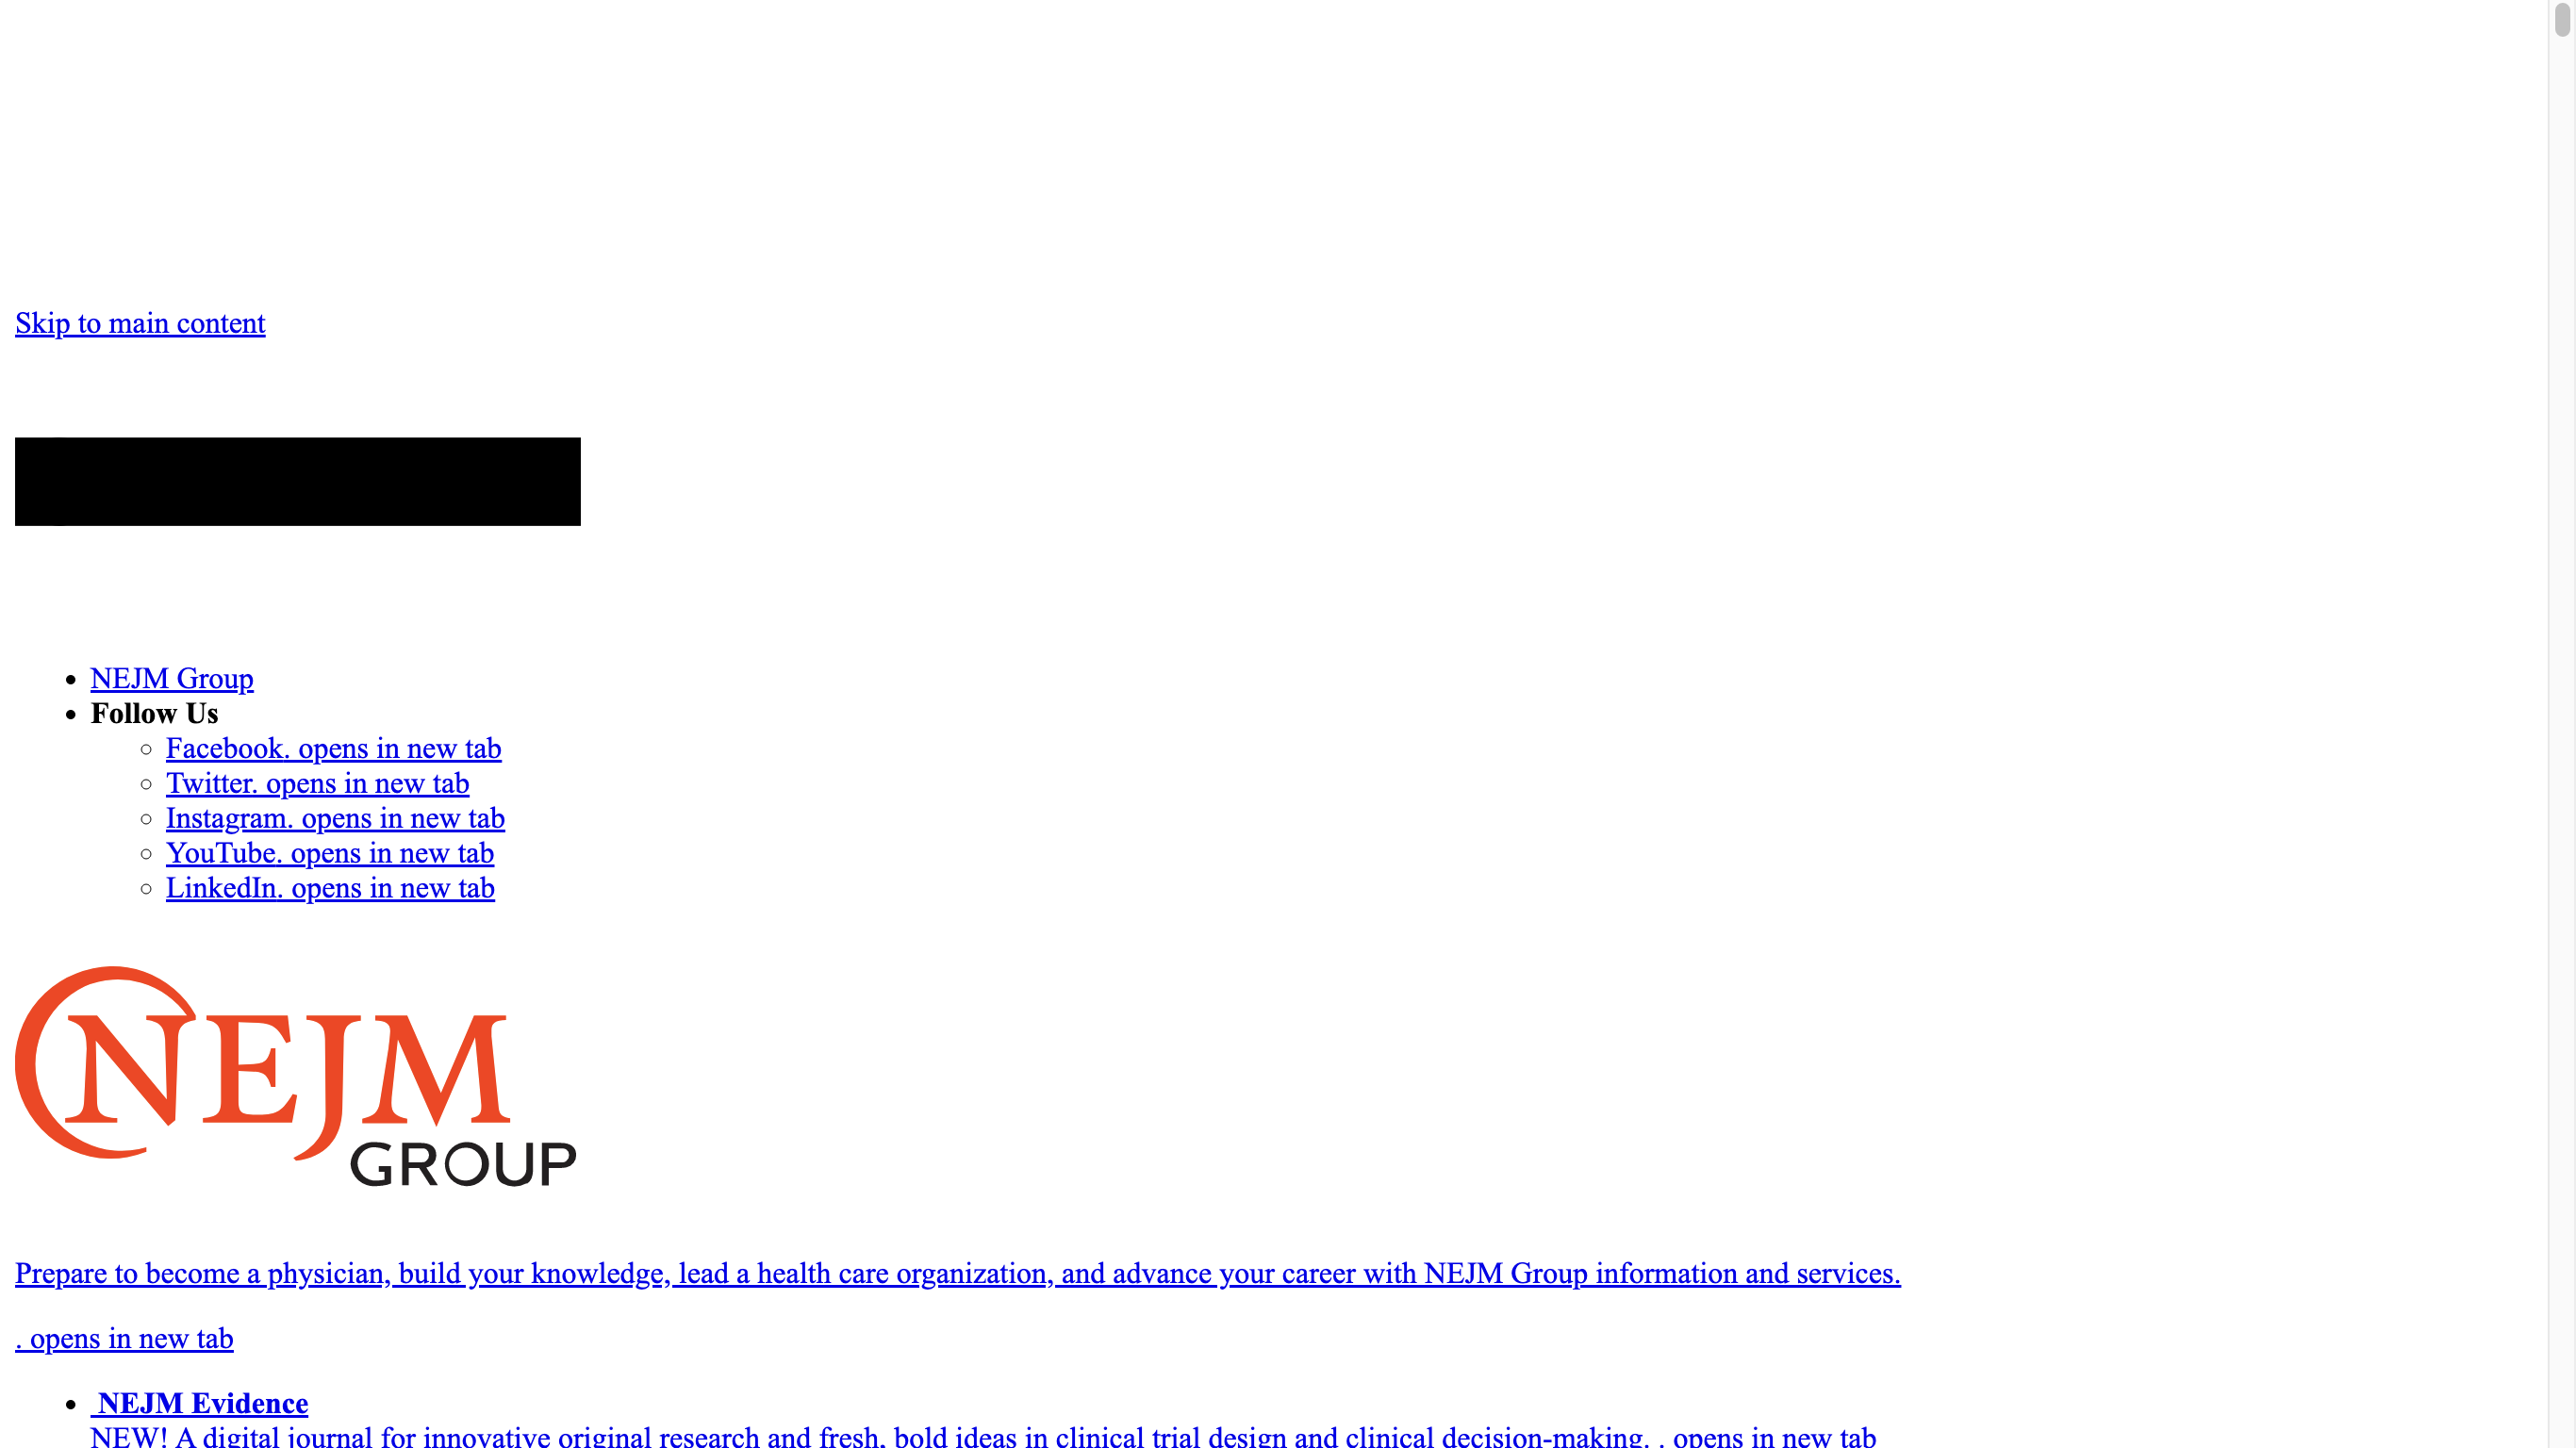 Skip to main content
NEJM Group
Follow Us
Facebook. opens in new tab
Twitter. opens in new tab
Instagram. opens in new tab
YouTube. opens in new tab
LinkedIn. opens in new tab
NEJM
GROUP
Prepare to become a physician, build your knowledge, lead a health care organization, and advance your career with NEJM Group information and services.
. opens in new tab
NEJM Evidence
NEW! A digital journal for innovative original research and fresh, bold ideas in clinical trial design and clinical decision-making. . opens in new tab